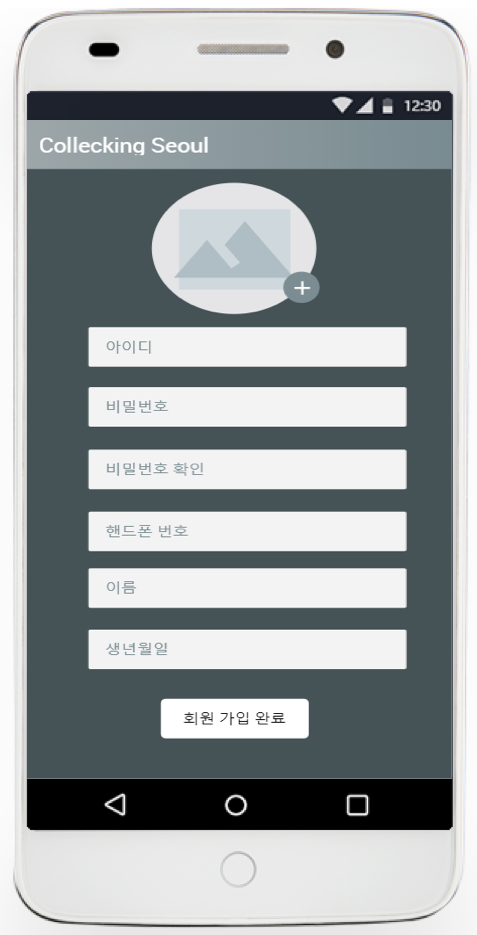 12:30
Collecking Seoul
아이디
비밀번호
비밀번호 확인
핸드폰 번호
이름
생년월일
회원 가입 완료